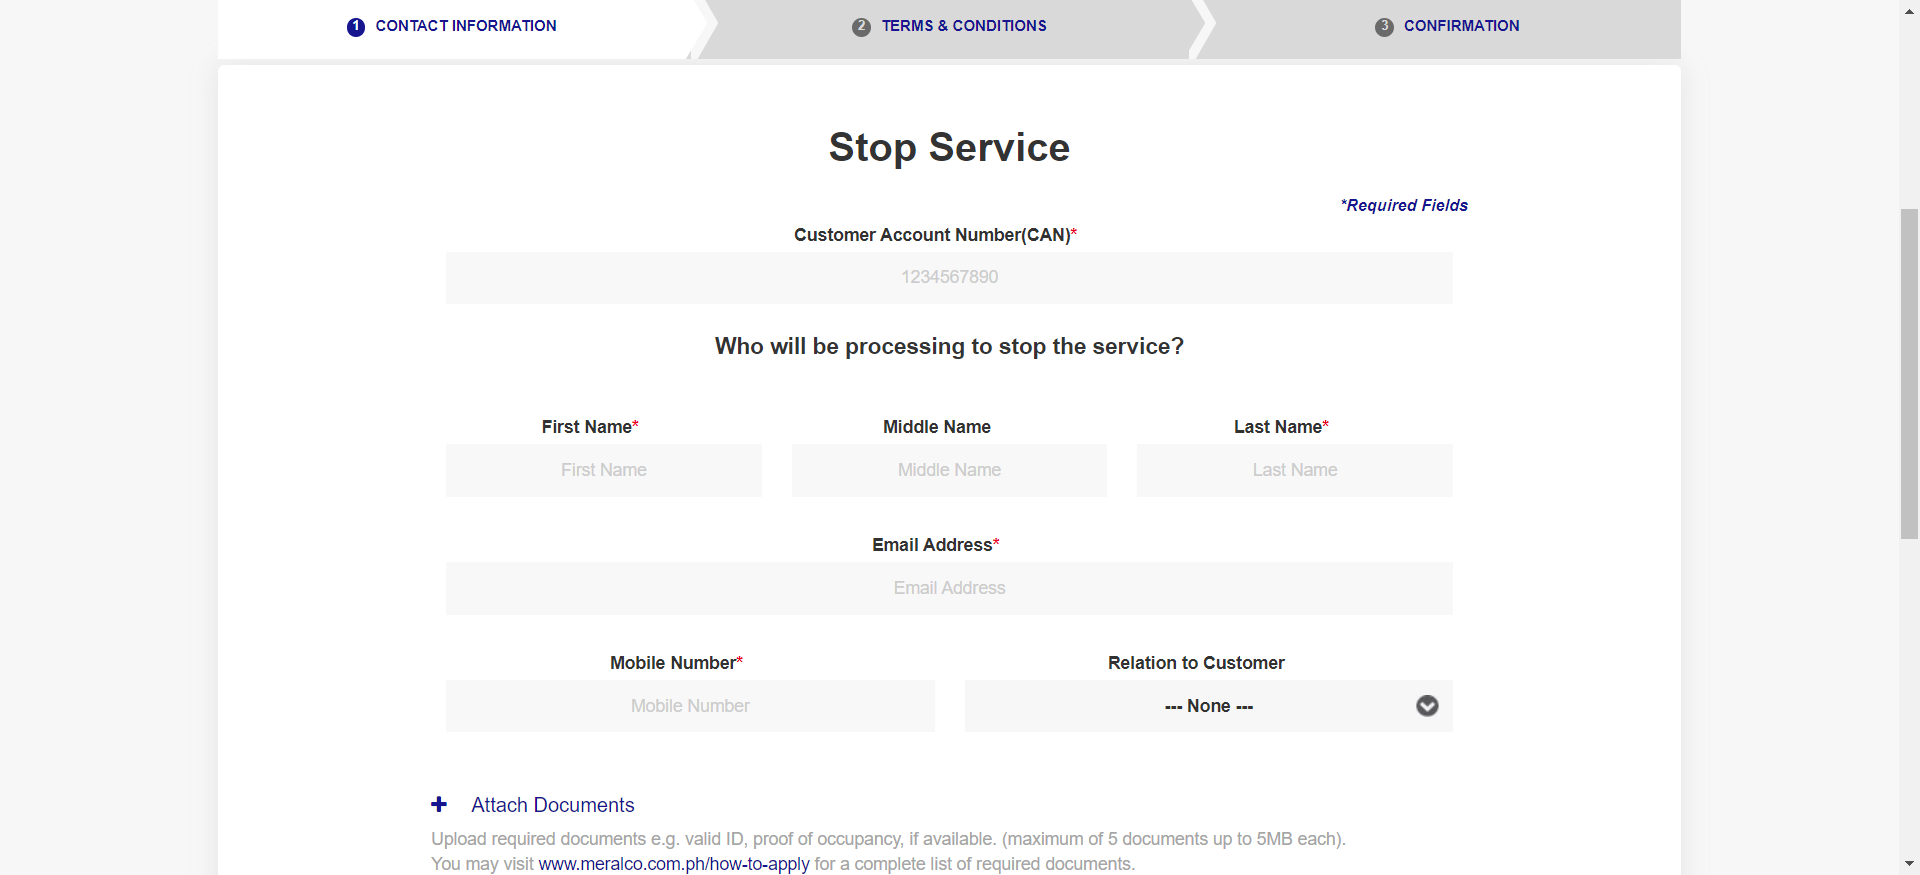 1 CONTACT INFORMATION
2 TERMS & CONDITIONS
3 CONFIRMATION
Stop Service
*Required Fields
Customer Account Number(CAN)*
1234567890
Who will be processing to stop the service?
First Name*
Middle Name
Last Name*
First Name
Middle Name
Last Name
Email Address*
Email Address
Mobile Number*
Relation to Customer
Mobile Number
--- None ---
Attach Documents
Upload required documents e.g. valid ID, proof of occupancy, if available. (maximum of 5 documents up to 5MB each).
You may visit www.meralco.com.ph/how-to-apply for a complete list of required documents.